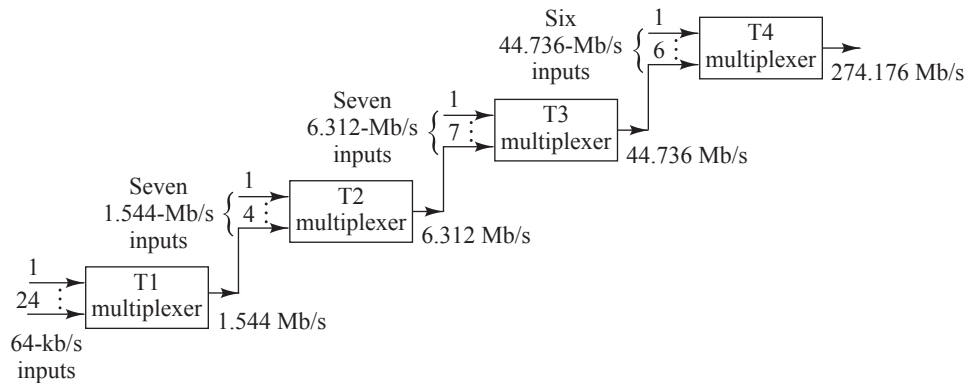 Six
44.736-Mb/s
inputs
1
6
T4
multiplexer
274.176 Mb/s
Seven
6.312-Mb/s
inputs
1
7
T3
multiplexer
44.736 Mb/s
Seven
1.544-Mb/s
inputs
1
4
T2
multiplexer
6.312 Mb/s
1
24
64-kb/s
inputs
T1
multiplexer
1.544 Mb/s